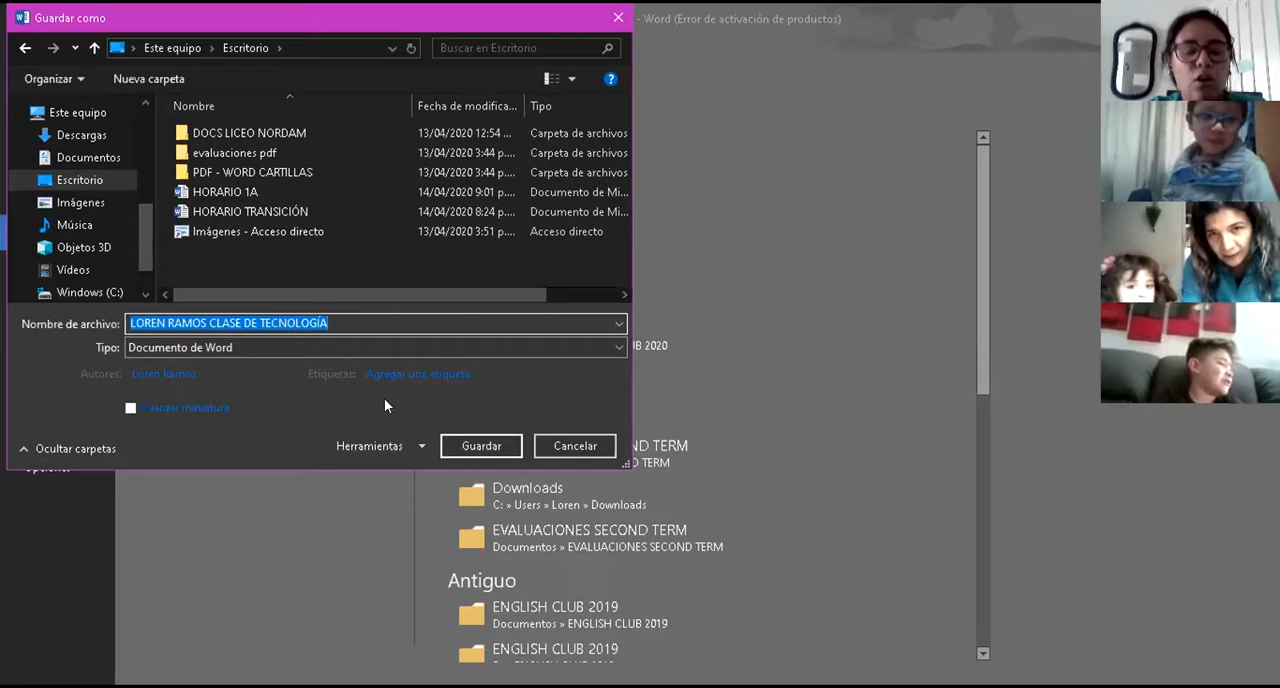 Guardar como
- Word (Error de activación de productos)
Este equipo
Escritorio
Buscar en Escritorio
Organizar
Nueva carpeta
Este equipo
Descargas
Documentos
Escritorio
Imágenes
Música
Objetos 3D
Vídeos
Windows (C:)
Nombre
Fecha de modifica...
Tipo
DOCS LICEO NORDAM 13/04/2020 12:54 ... Carpeta de archivos
evaluaciones pdf 13/04/2020 3:44 p.... Carpeta de archivos
PDF - WORD CARTILLAS 13/04/2020 3:44 p.... Carpeta de archivos
HORARIO 1A 14/04/2020 9:01 p.... Documento de Mi...
HORARIO TRANSICIÓN 14/04/2020 8:24 p.... Documento de Mi...
Imágenes - Acceso directo 13/04/2020 3:51 p.... Acceso directo
Nombre de archivo: LOREN RAMOS CLASE DE TECNOLOGÍA
Tipo: Documento de Word
Autores: Loren Ramos Etiquetas: Agregar una etiqueta
Guardar miniatura
Ocultar carpetas
Herramientas
Guardar
Cancelar
B 2020
ND TERM
ND TERM
Downloads
C: » Users » Loren » Downloads
EVALUACIONES SECOND TERM
Documentos » EVALUACIONES SECOND TERM
Antiguo
ENGLISH CLUB 2019
Documentos » ENGLISH CLUB 2019
ENGLISH CLUB 2019